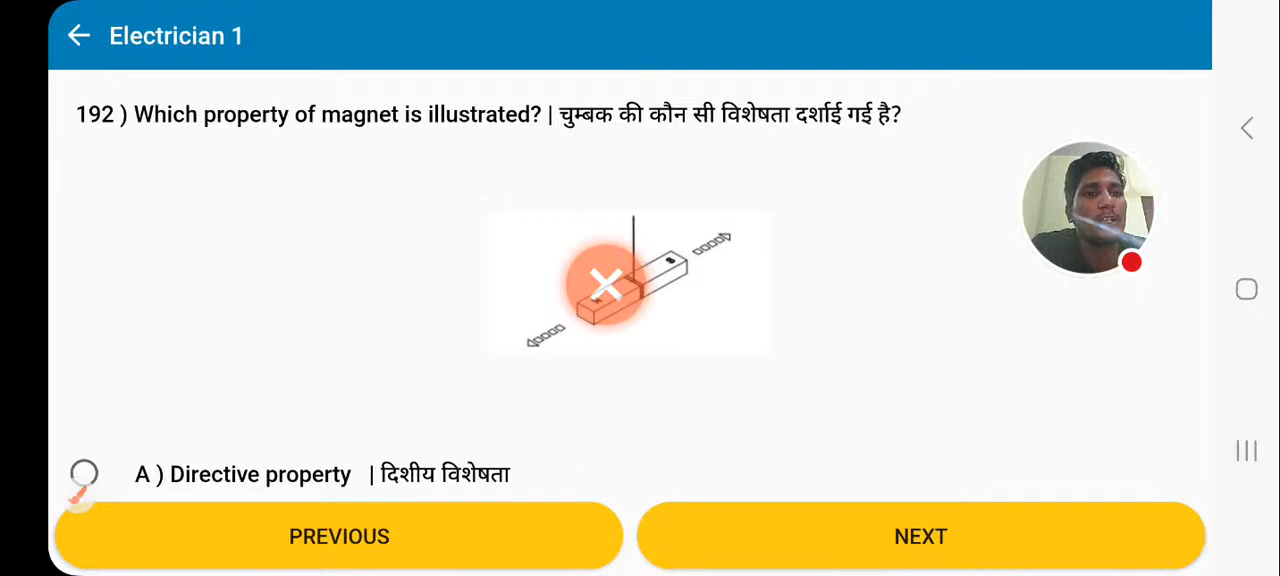 Electrician 1
192 ) Which property of magnet is illustrated? | चुम्बक की कौन सी विशेषता दर्शाई गई है?
S
N
A ) Directive property | दिशीय विशेषता
PREVIOUS
NEXT